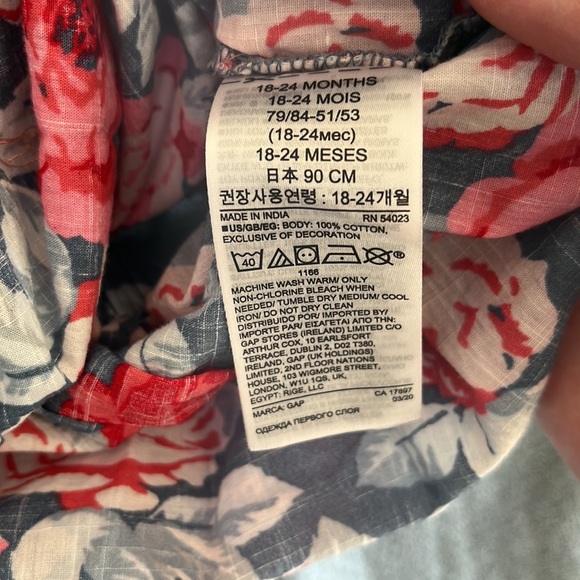 18-24 MONTHS
18-24 MOIS
79/84-51/53
(18-24мес)
18-24 MESES
日本 90 CM
권장사용연령 : 18-24개월
MADE IN INDIA RN 54023
US/GB/EG: BODY: 100% COTTON,
EXCLUSIVE OF DECORATION
40
1166
MACHINE WASH WARM/ ONLY
NON-CHLORINE BLEACH WHEN
NEEDED/ TUMBLE DRY MEDIUM/ COOL
IRON/ DO NOT DRY CLEAN
DISTRIBUIDO POR/ IMPORTED BY/
IMPORTE PAR/ ΕΙΣΑΓΕΤΑΙ ΑΠΟ ΤΗΝ
GAP STORES (IRELAND) LIMITED C/O
ARTHUR COX, 10 EARLSFORT
TERRACE, DUBLIN 2, D02 T380,
IRELAND, GAP (UK HOLDINGS)
LIMITED, 2ND FLOOR NATIONS
HOUSE, 103 WIGMORE STREET,
LONDON, W1U 1QS, UK,
EGYPT: RIGE, LLC CA 17897
MARCA: GAP 03/20
ОДЕЖДА ПЕРВОГО СЛОЯ